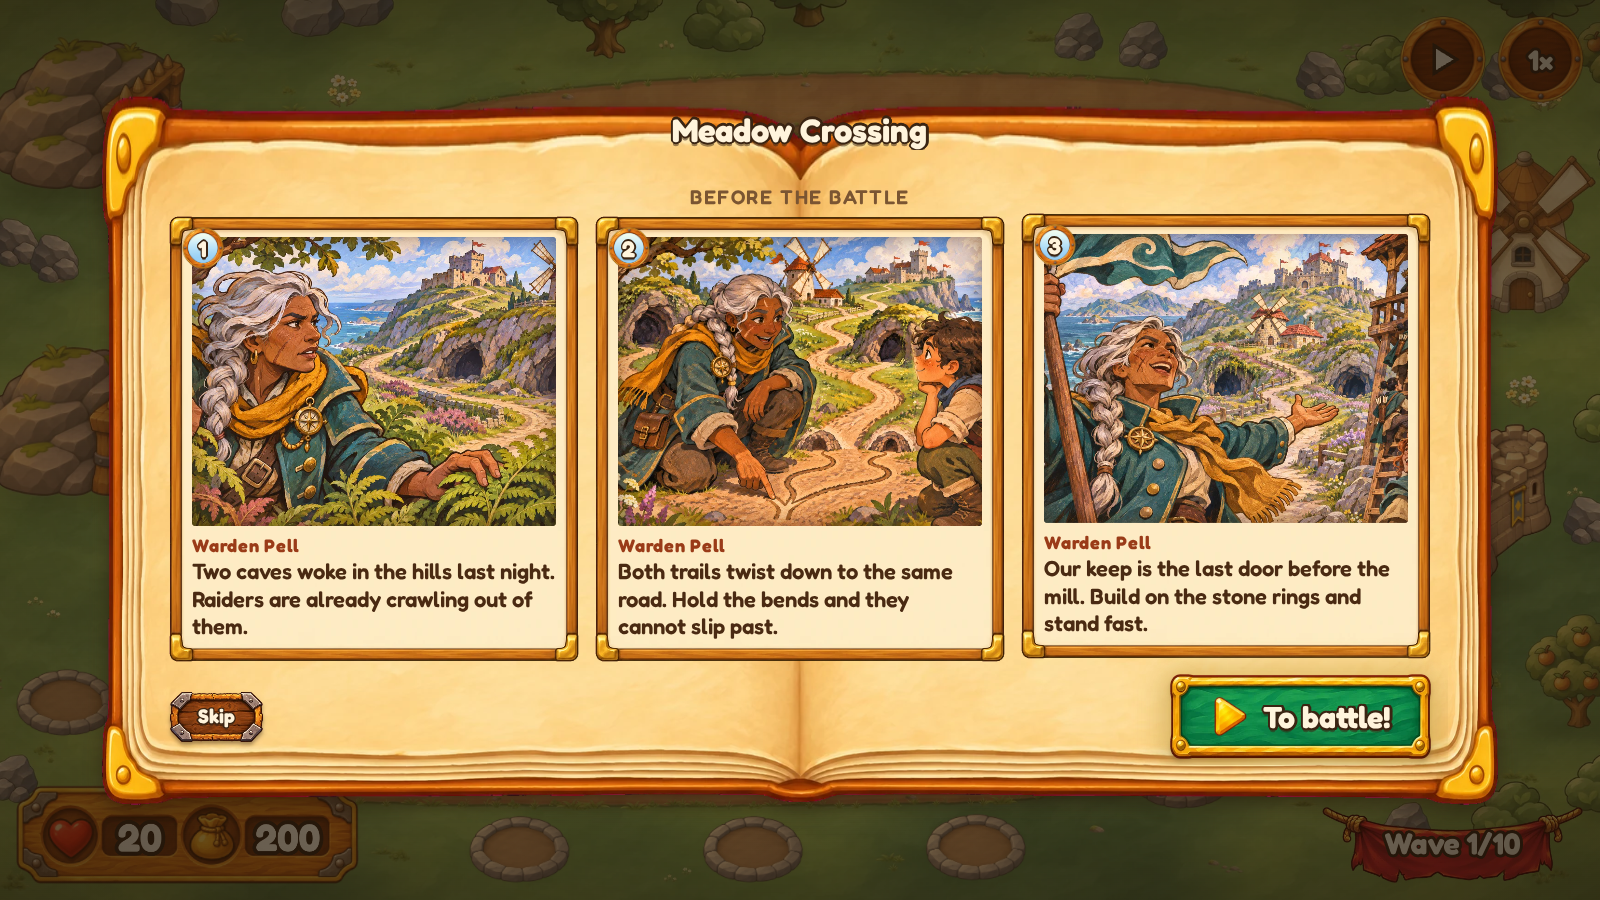 1x
Meadow Crossing
BEFORE THE BATTLE
1
Warden Pell
Two caves woke in the hills last night.
Raiders are already crawling out of
them.
2
Warden Pell
Both trails twist down to the same
road. Hold the bends and they
cannot slip past.
3
Warden Pell
Our keep is the last door before the
mill. Build on the stone rings and
stand fast.
Skip
To battle!
20
200
Wave 1/10